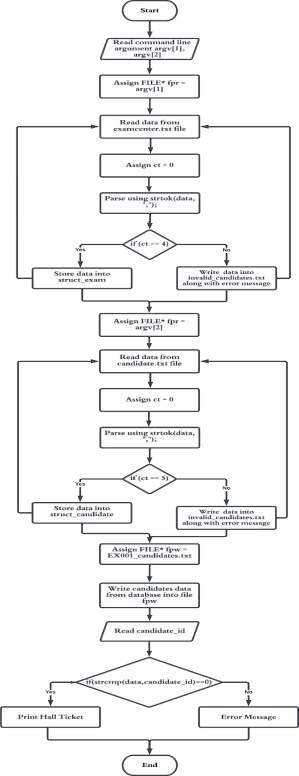 Start
Read command line
argument argv[1],
argv[2]
Assign FILE* fpr =
argv[1]
Read data from
examcenter.txt file
Assign ct = 0
Parse using strtok(data,
",");
if (ct == 4)
Yes
No
Store data into
struct_exam
Write data into
invalid_candidates.txt
along with error message
Assign FILE* fpr =
argv[2]
Read data from
candidate.txt file
Assign ct = 0
Parse using strtok(data,
",");
if (ct == 5)
Yes
No
Store data into
struct_candidate
Write data into
invalid_candidates.txt
along with error message
Assign FILE* fpw =
EX001_candidates.txt
Write candidates data
from database into file
fpw
Read candidate_id
if(strcmp(data,candidate_id)==0)
Yes
No
Print Hall Ticket
Error Message
End